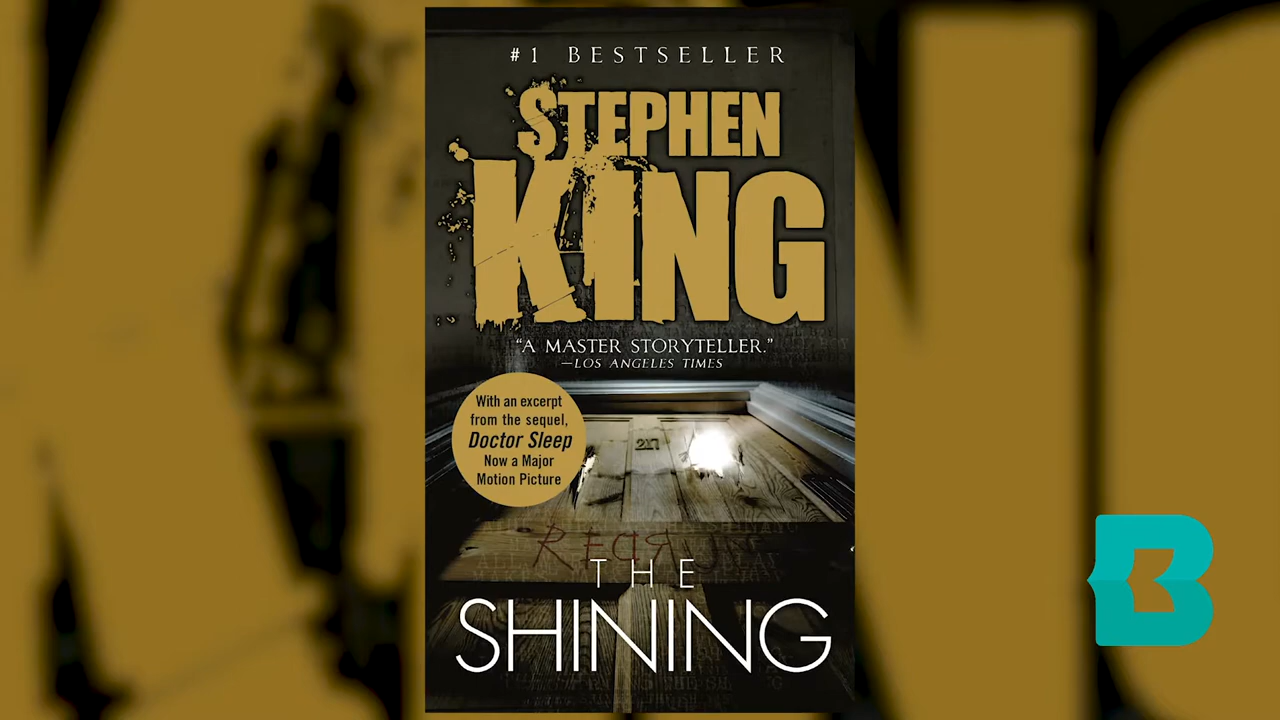 #1 BESTSELLER
STEPHEN
KING
“A MASTER STORYTELLER.”
—LOS ANGELES TIMES
With an excerpt
from the sequel,
Doctor Sleep
Now a Major
Motion Picture
217
THE
SHINING
B